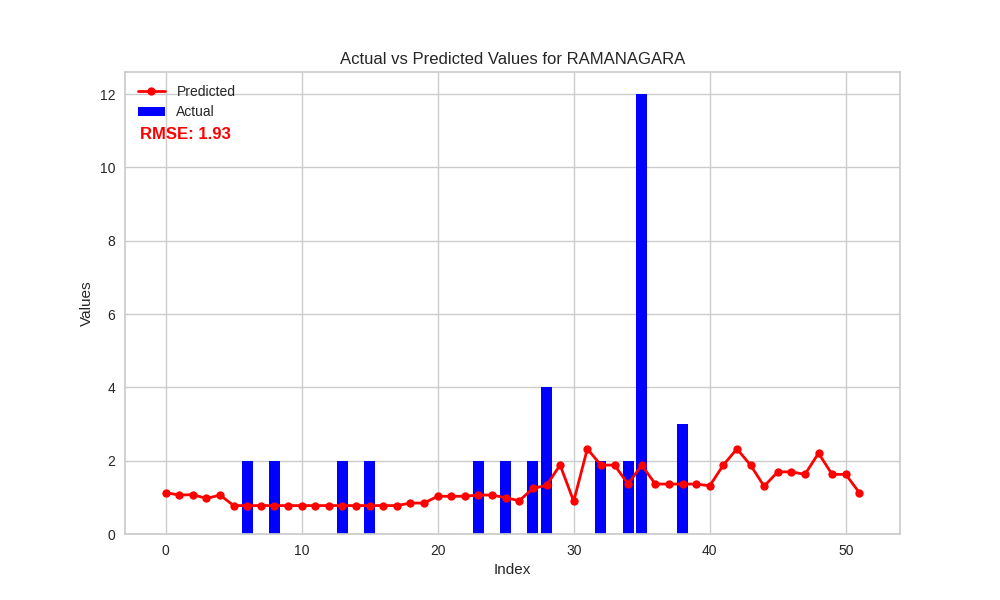 Actual vs Predicted Values for RAMANAGARA
Predicted
Actual
RMSE: 1.93
12
10
8
6
4
2
0
Values
0 10 20 30 40 50
Index